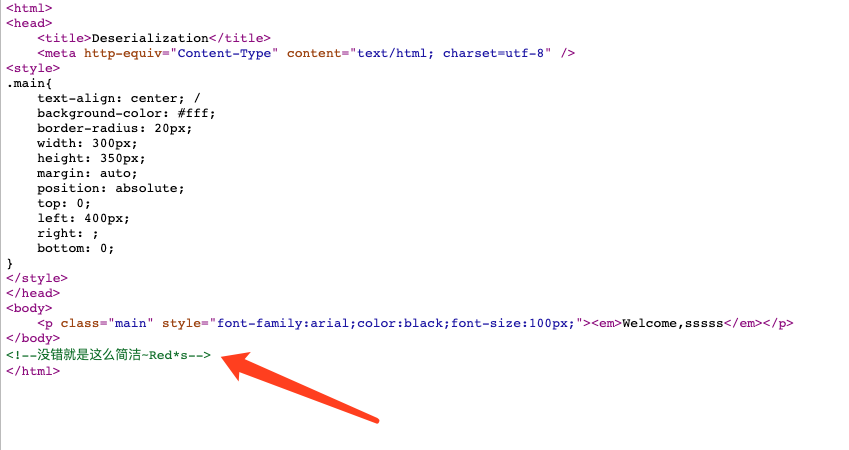 <html>
<head>
    <title>Deserialization</title>
    <meta http-equiv="Content-Type" content="text/html; charset=utf-8" />
<style>
.main{
    text-align: center; /
    background-color: #fff;
    border-radius: 20px;
    width: 300px;
    height: 350px;
    margin: auto;
    position: absolute;
    top: 0;
    left: 400px;
    right: ;
    bottom: 0;
}
</style>
</head>
<body>
    <p class="main" style="font-family:arial;color:black;font-size:100px;"><em>Welcome,sssss</em></p>
</body>
<!--没错就是这么简洁~Red*s-->
</html>